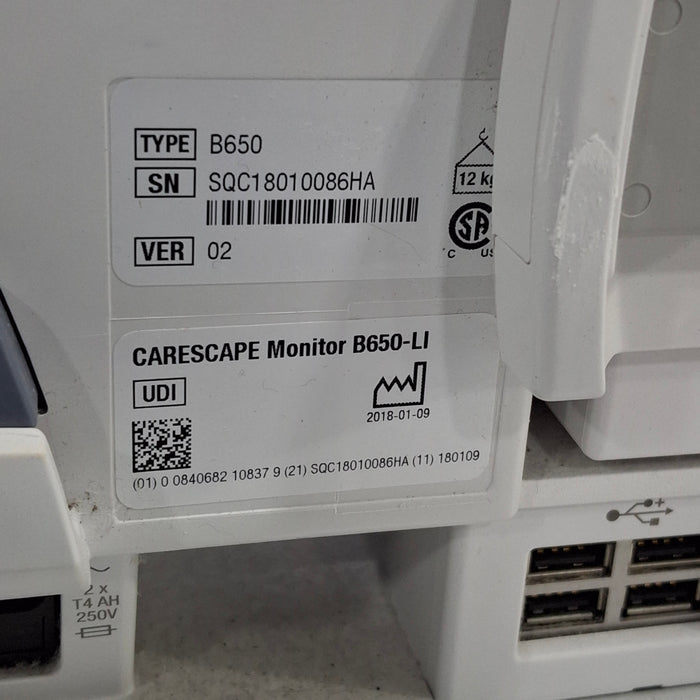 TYPE B650
SN SQC18010086HA
12 kg
VER 02
C US
CARESCAPE Monitor B650-LI
UDI
2018-01-09
(01) 0 0840682 10837 9 (21) SQC18010086HA (11) 180109
2 x
T4 AH
250V